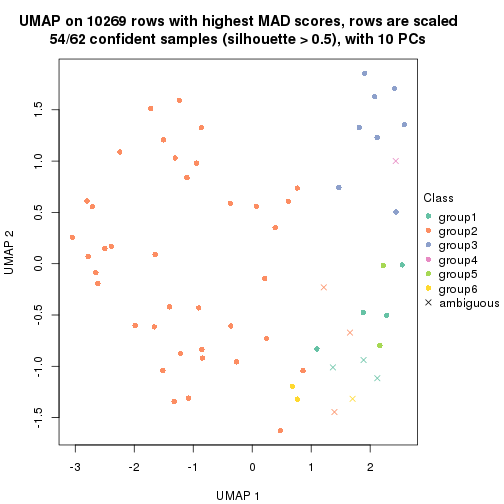 UMAP on 10269 rows with highest MAD scores, rows are scaled
54/62 confident samples (silhouette > 0.5), with 10 PCs
1.5
1.0
0.5
0.0
-0.5
-1.0
-1.5
UMAP 2
-3
-2
-1
0
1
2
UMAP 1
Class
group1
group2
group3
group4
group5
group6
ambiguous